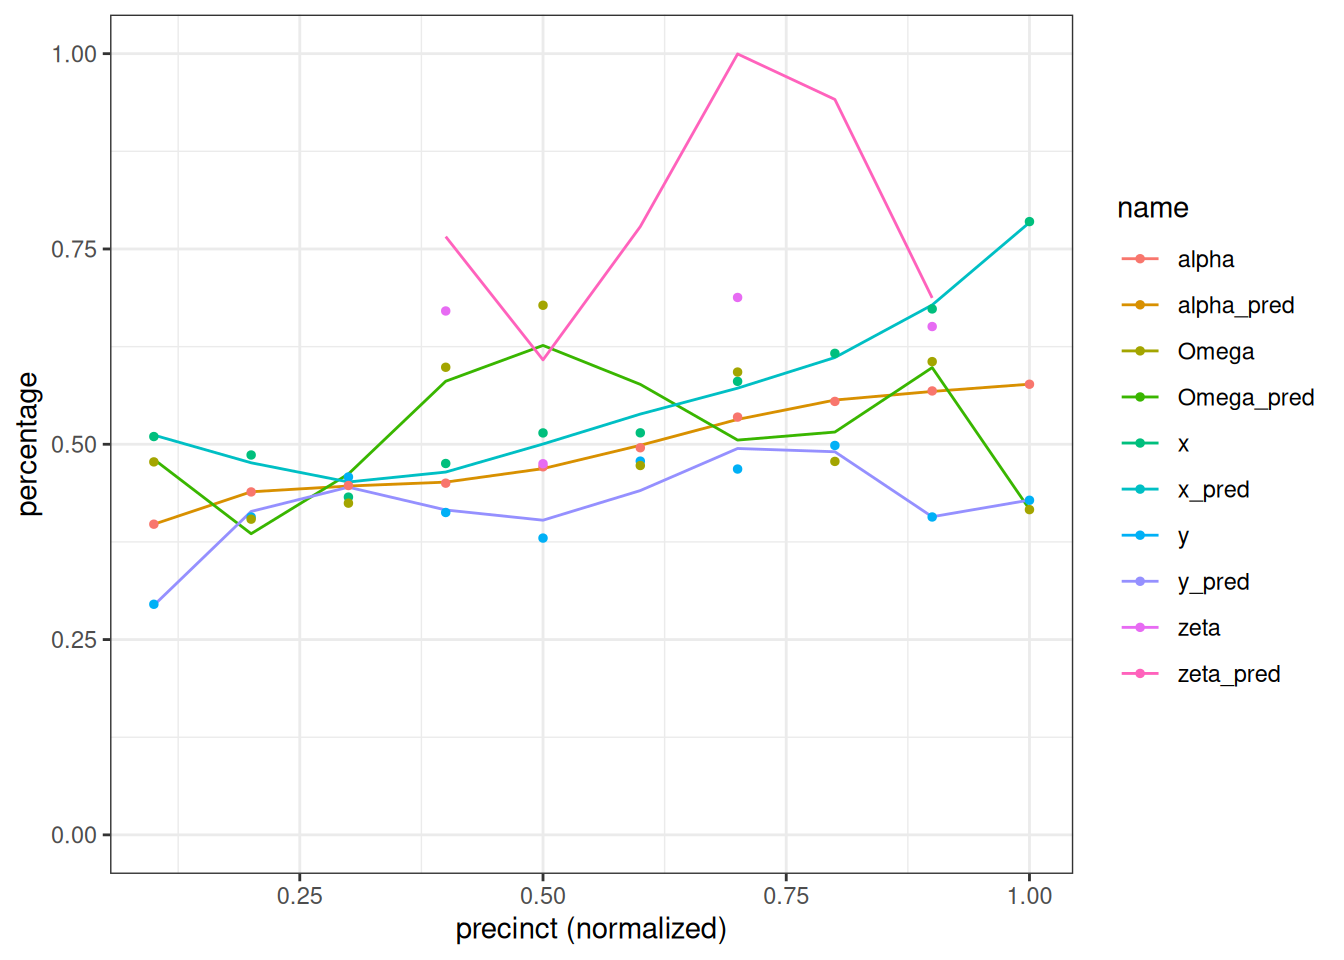 percentage
1.00
0.75
0.50
0.25
0.00
0.25 0.50 0.75 1.00
precinct (normalized)
name
alpha
alpha_pred
Omega
Omega_pred
x
x_pred
y
y_pred
zeta
zeta_pred